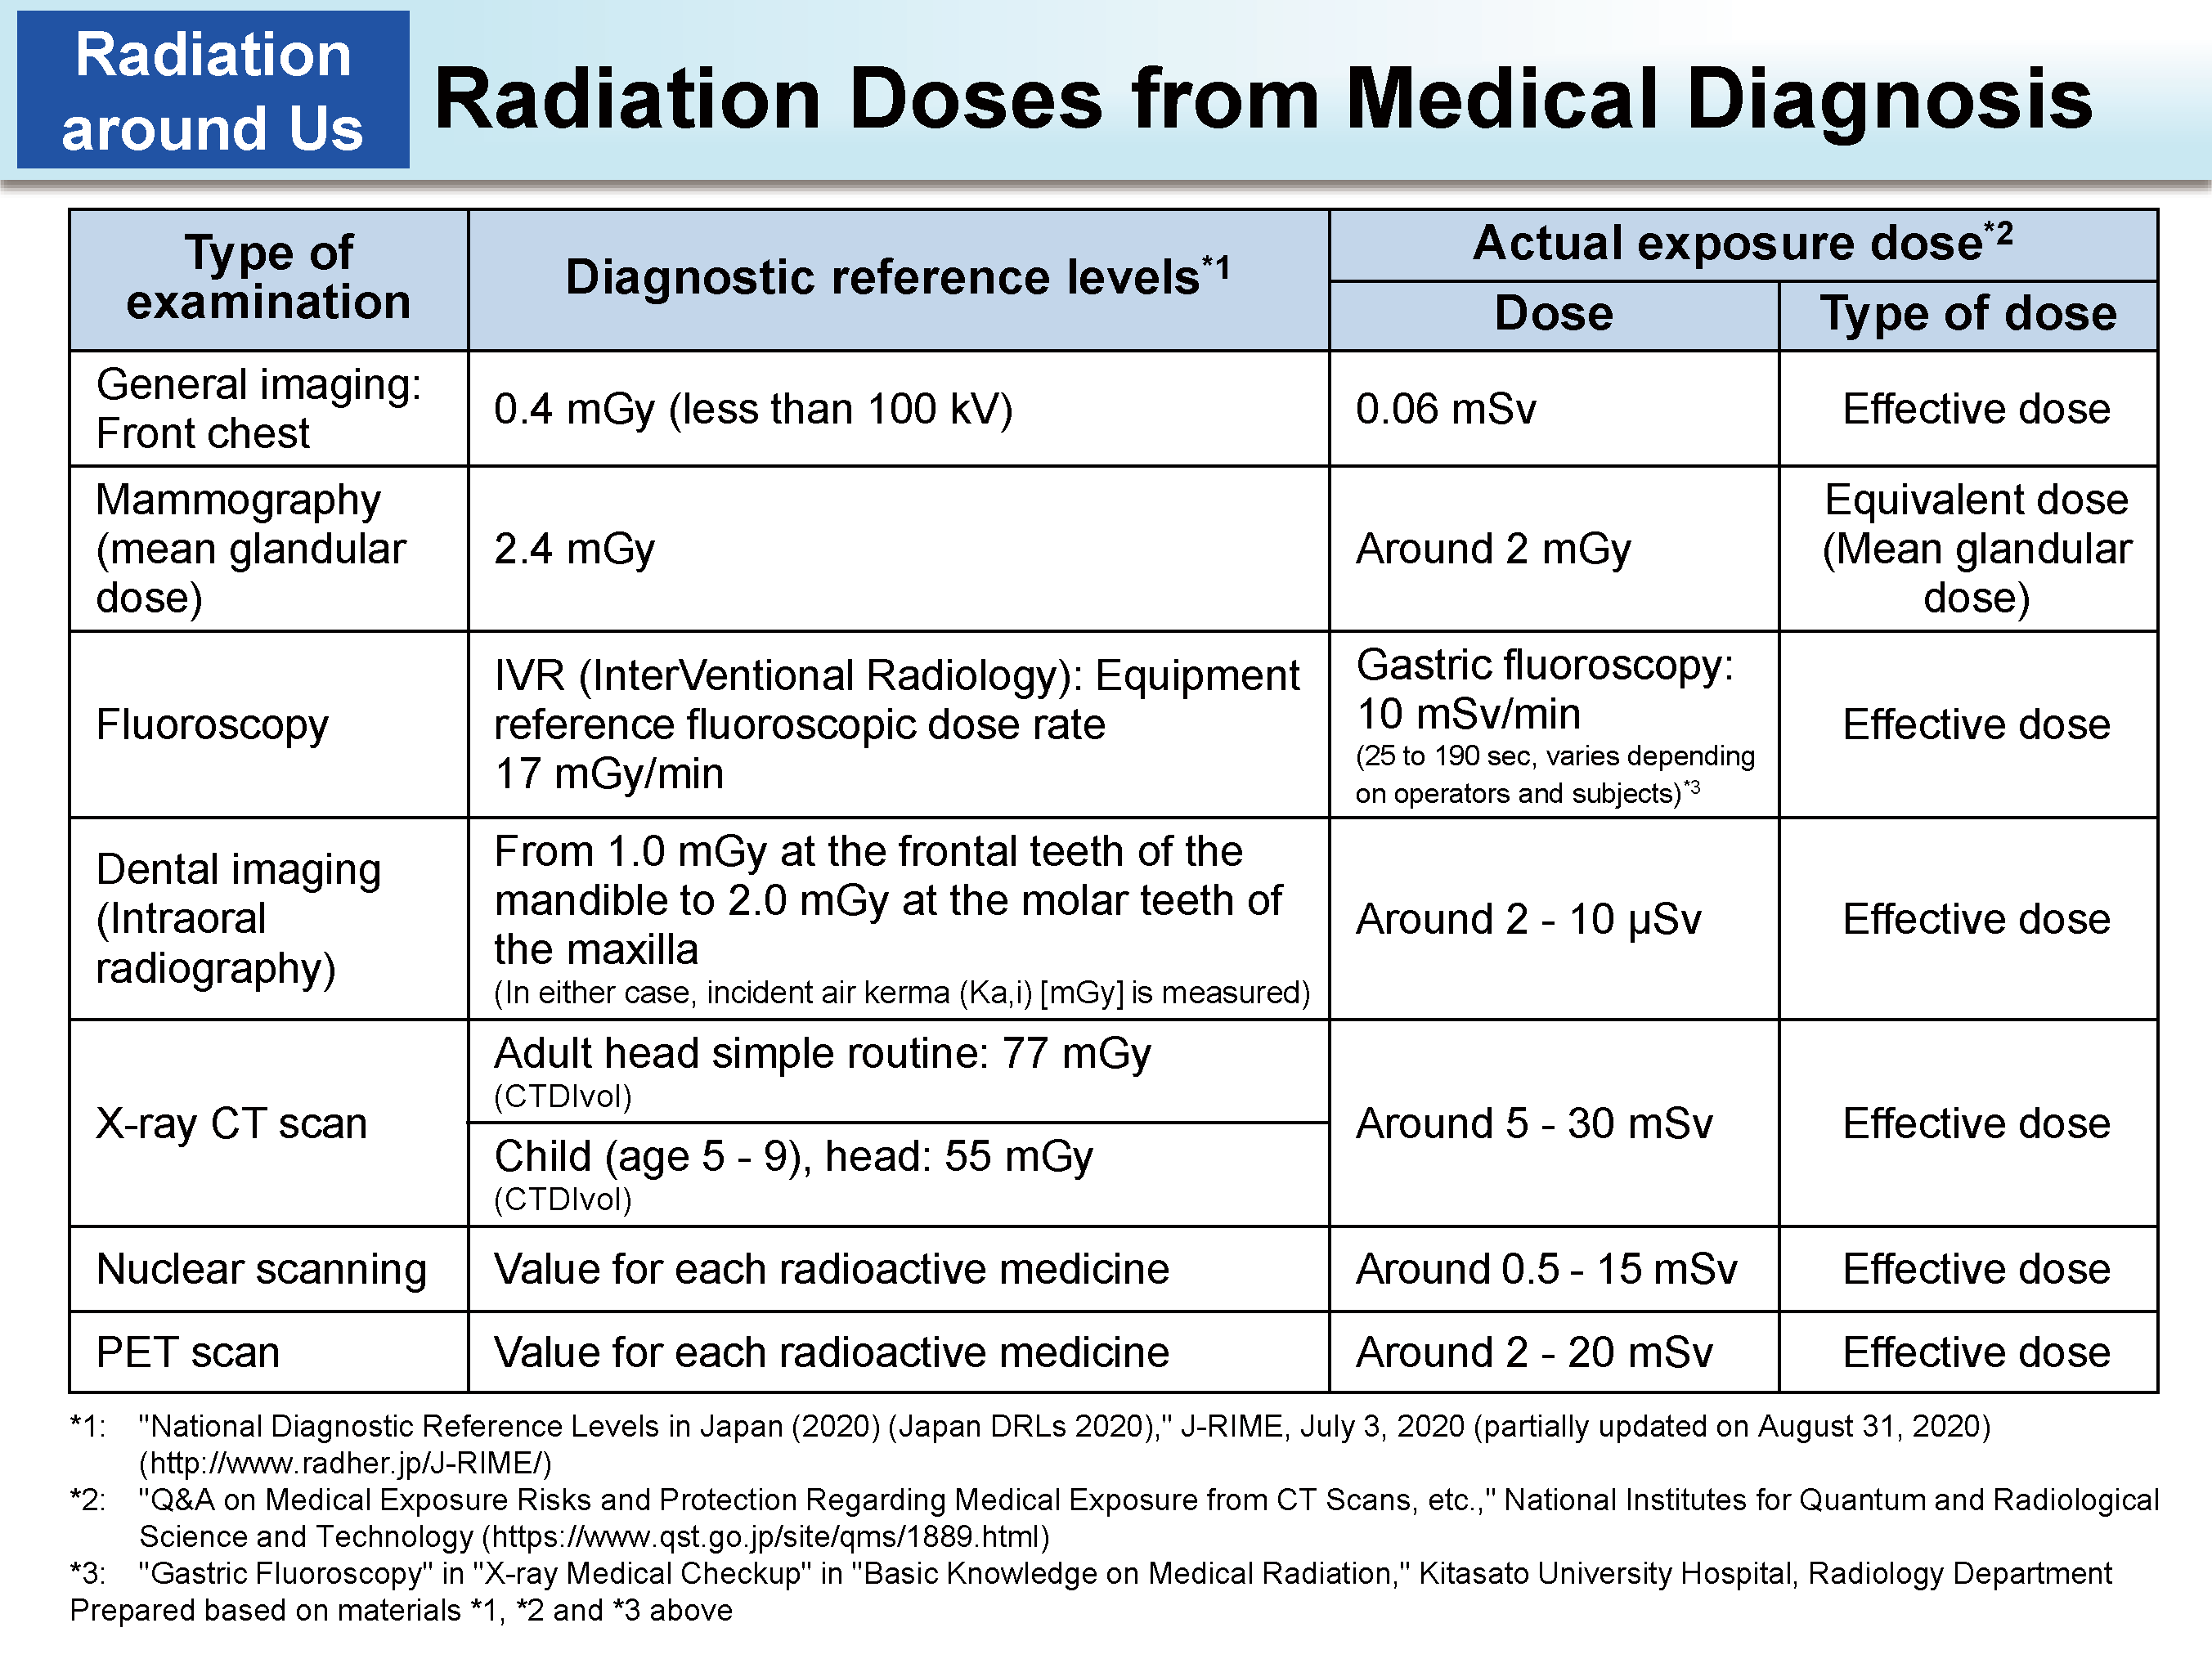 Radiation
around Us
Radiation Doses from Medical Diagnosis
Type of
examination
Diagnostic reference levels*1
Actual exposure dose*2
Dose
Type of dose
General imaging:
Front chest
0.4 mGy (less than 100 kV)
0.06 mSv
Effective dose
Mammography
(mean glandular
dose)
2.4 mGy
Around 2 mGy
Equivalent dose
(Mean glandular
dose)
Fluoroscopy
IVR (InterVentional Radiology): Equipment
reference fluoroscopic dose rate
17 mGy/min
Gastric fluoroscopy:
10 mSv/min
(25 to 190 sec, varies depending
on operators and subjects)*3
Effective dose
Dental imaging
(Intraoral
radiography)
From 1.0 mGy at the frontal teeth of the
mandible to 2.0 mGy at the molar teeth of
the maxilla
(In either case, incident air kerma (Ka,i) [mGy] is measured)
Around 2 - 10 μSv
Effective dose
X-ray CT scan
Adult head simple routine: 77 mGy
(CTDIvol)
Child (age 5 - 9), head: 55 mGy
(CTDIvol)
Around 5 - 30 mSv
Effective dose
Nuclear scanning
Value for each radioactive medicine
Around 0.5 - 15 mSv
Effective dose
PET scan
Value for each radioactive medicine
Around 2 - 20 mSv
Effective dose
*1: "National Diagnostic Reference Levels in Japan (2020) (Japan DRLs 2020)," J-RIME, July 3, 2020 (partially updated on August 31, 2020)
(http://www.radher.jp/J-RIME/)
*2: "Q&A on Medical Exposure Risks and Protection Regarding Medical Exposure from CT Scans, etc.," National Institutes for Quantum and Radiological
Science and Technology (https://www.qst.go.jp/site/qms/1889.html)
*3: "Gastric Fluoroscopy" in "X-ray Medical Checkup" in "Basic Knowledge on Medical Radiation," Kitasato University Hospital, Radiology Department
Prepared based on materials *1, *2 and *3 above